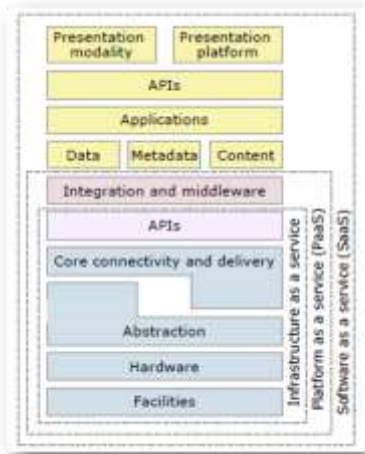 Presentation modality
Presentation platform
APIs
Applications
Data Metadata Content
Integration and middleware
APIs
Core connectivity and delivery
Abstraction
Hardware
Facilities
Infrastructure as a service
Platform as a service (PaaS)
Software as a service (SaaS)